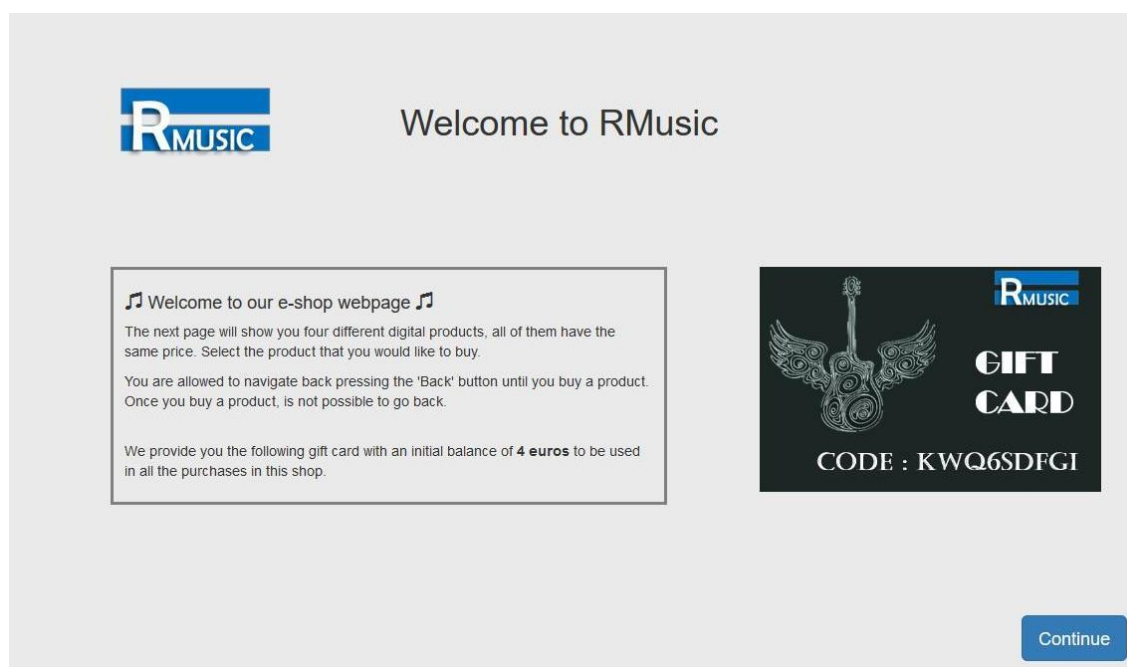 RMUSIC
Welcome to RMusic
🎵 Welcome to our e-shop webpage 🎵
The next page will show you four different digital products, all of them have the
same price. Select the product that you would like to buy.
You are allowed to navigate back pressing the 'Back' button until you buy a product.
Once you buy a product, is not possible to go back.
We provide you the following gift card with an initial balance of 4 euros to be used
in all the purchases in this shop.
RMUSIC
GIFT
CARD
CODE : KWQ6SDFGI
Continue